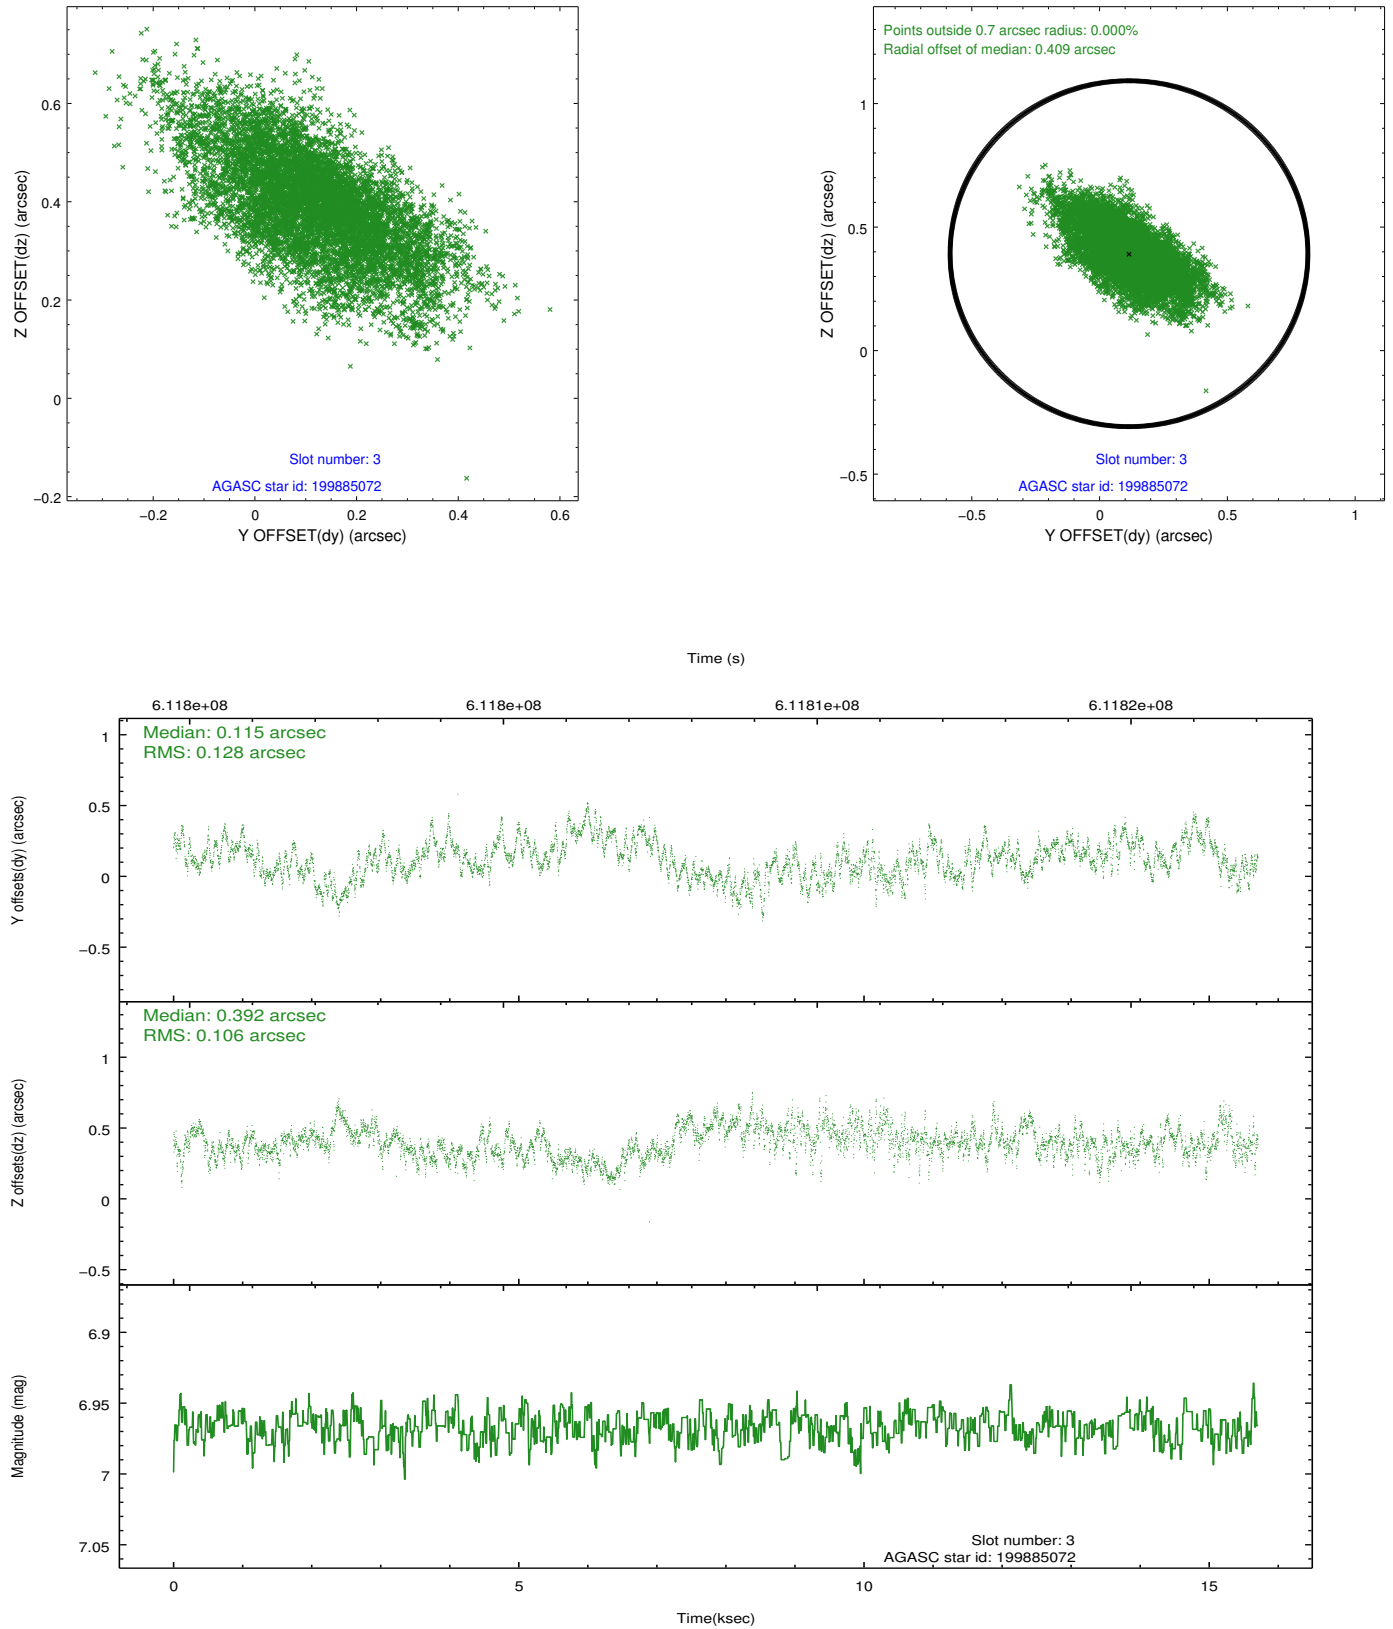 0.6
0.4
0.2
0
−0.2
Z OFFSET(dz) (arcsec)
Slot number: 3
AGASC star id: 199885072
−0.2
0
0.2
0.4
0.6
Y OFFSET(dy) (arcsec)
Points outside 0.7 arcsec radius: 0.000%
Radial offset of median: 0.409 arcsec
1
0.5
0
−0.5
Z OFFSET(dz) (arcsec)
Slot number: 3
AGASC star id: 199885072
−0.5
0
0.5
1
Y OFFSET(dy) (arcsec)
Time (s)
6.118e+08
6.118e+08
6.1181e+08
6.1182e+08
Median: 0.115 arcsec
RMS: 0.128 arcsec
1
0.5
0
−0.5
Y offsets(dy) (arcsec)
Median: 0.392 arcsec
RMS: 0.106 arcsec
1
0.5
0
−0.5
Z offsets(dz) (arcsec)
6.9
6.95
7
7.05
Magnitude (mag)
Slot number: 3
AGASC star id: 199885072
0
5
10
15
Time(ksec)